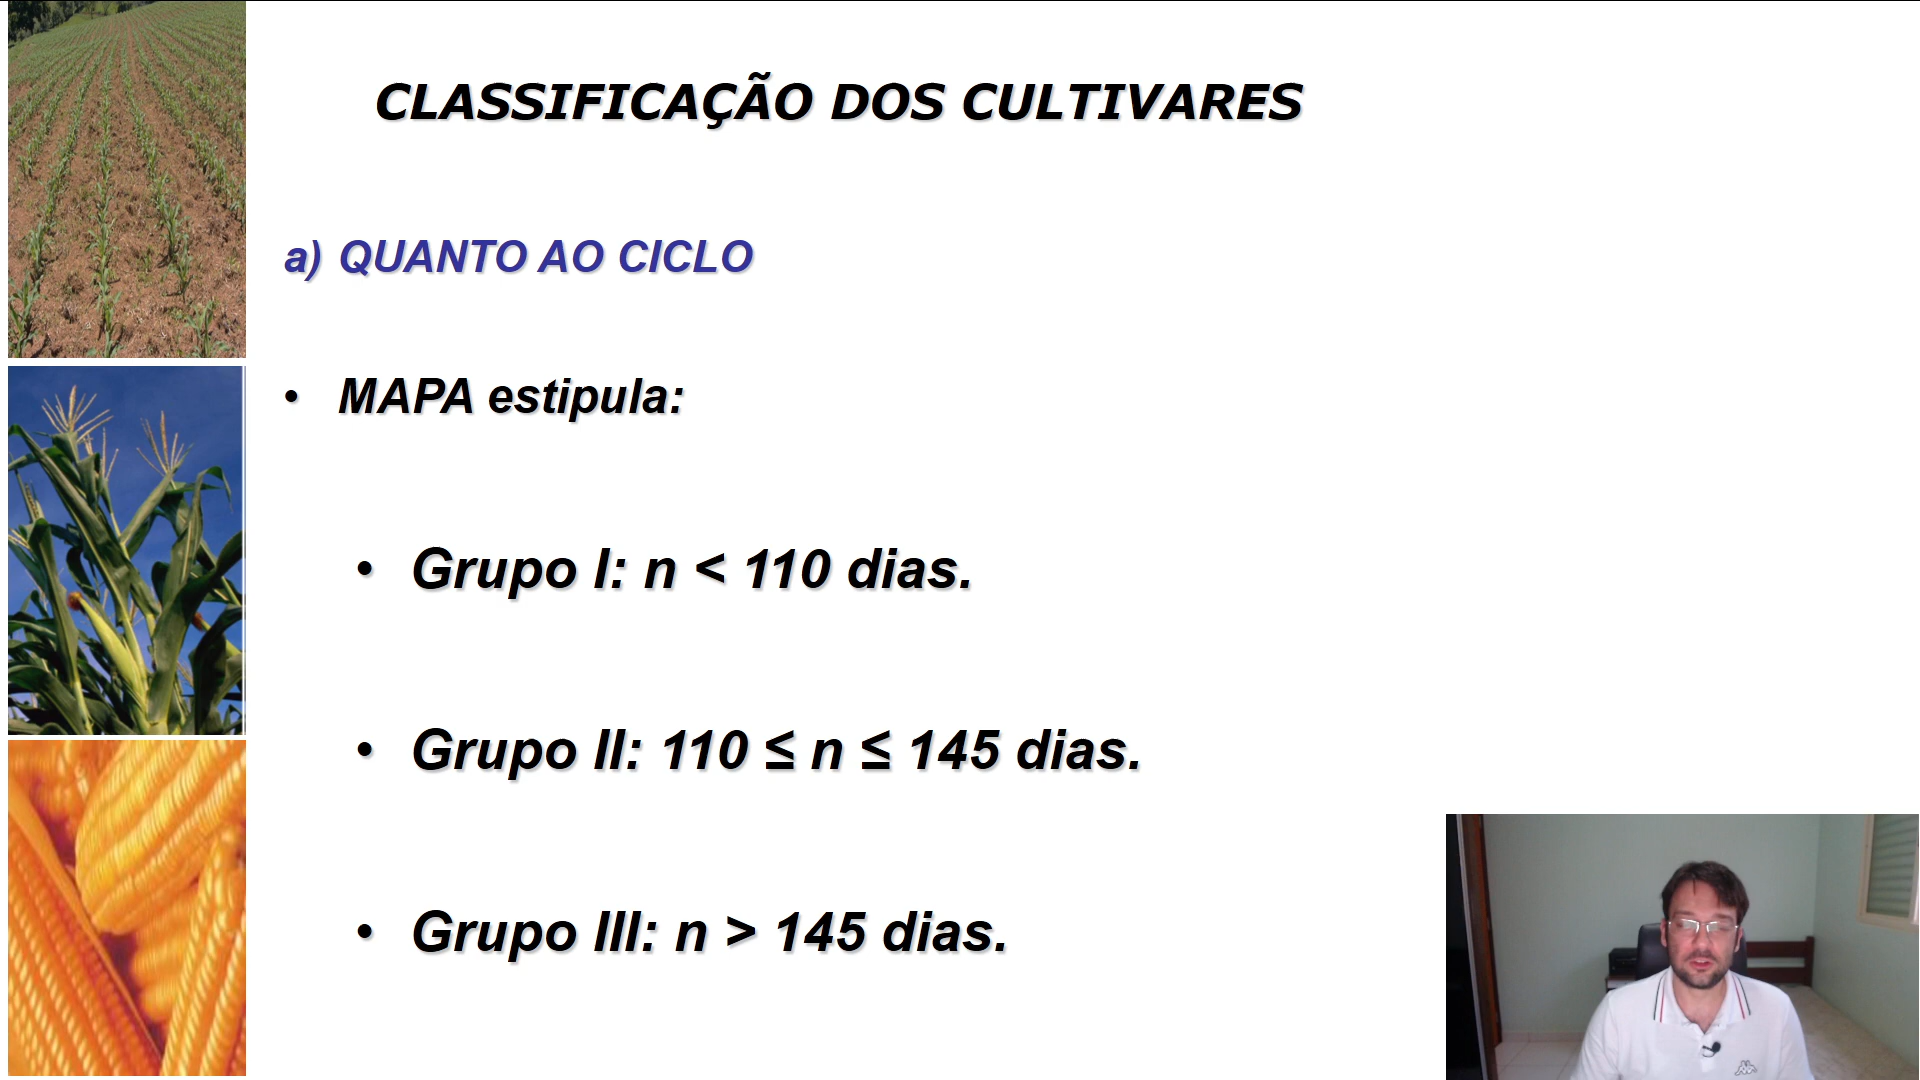 CLASSIFICAÇÃO DOS CULTIVARES
a) QUANTO AO CICLO
• MAPA estipula:
• Grupo I: n < 110 dias.
• Grupo II: 110 ≤ n ≤ 145 dias.
• Grupo III: n > 145 dias.